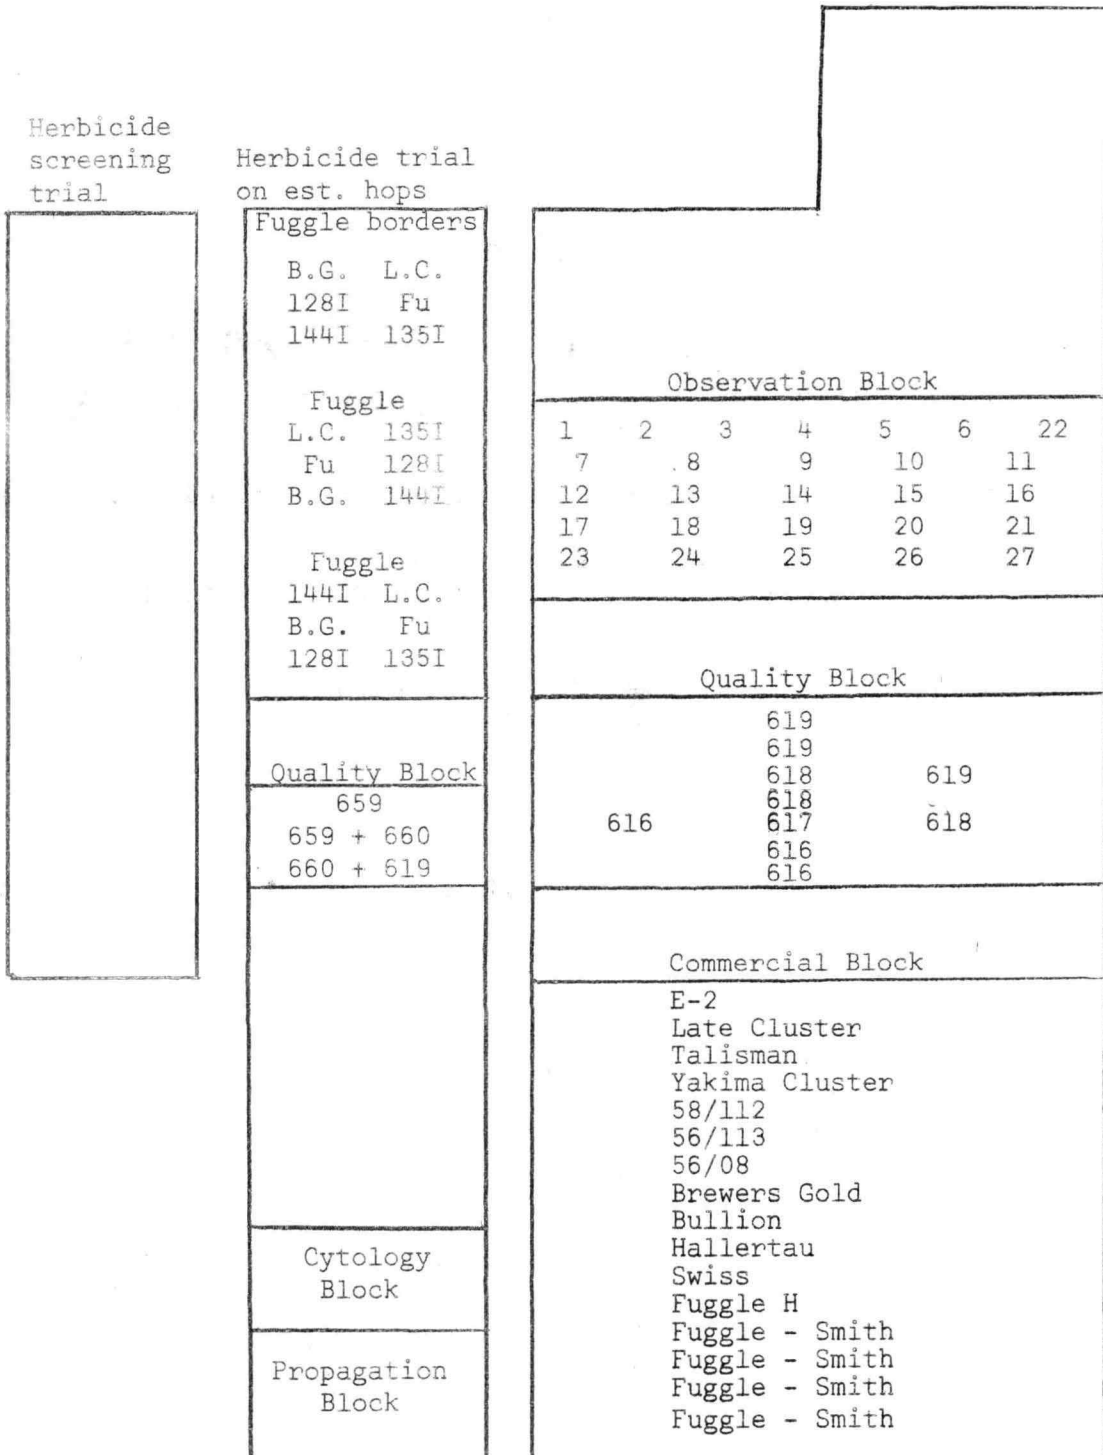 Herbicide
screening
trial
Herbicide trial
on est. hops
Fuggle borders
B.G. L.C.
128I Fu
144I 135I
Fuggle
L.C. 135I
Fu 128I
B.G. 144I
Fuggle
144I L.C.
B.G. Fu
128I 135I
Quality Block
659
659 + 660
660 + 619
Cytology
Block
Propagation
Block
Observation Block
1 2 3 4 5 6 22
7 8 9 10 11
12 13 14 15 16
17 18 19 20 21
23 24 25 26 27
Quality Block
619
619
618 619
618
616 617 618
616
616
Commercial Block
E-2
Late Cluster
Talisman
Yakima Cluster
58/112
56/113
56/08
Brewers Gold
Bullion
Hallertau
Swiss
Fuggle H
Fuggle - Smith
Fuggle - Smith
Fuggle - Smith
Fuggle - Smith